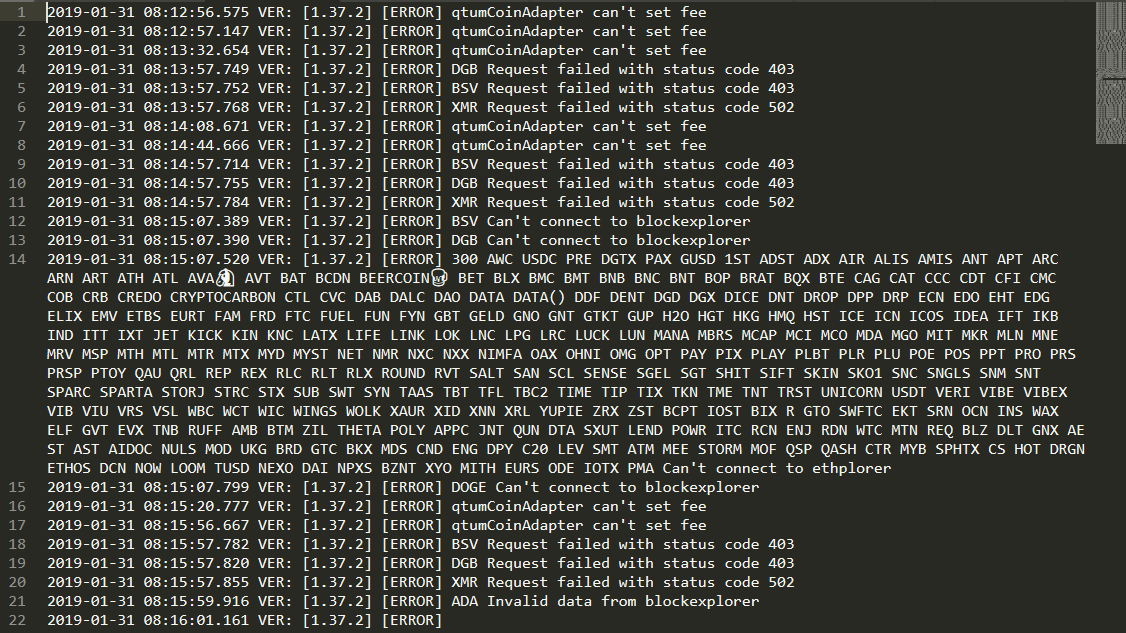 1 2019-01-31 08:12:56.575 VER: [1.37.2] [ERROR] qtumCoinAdapter can't set fee
2 2019-01-31 08:12:57.147 VER: [1.37.2] [ERROR] qtumCoinAdapter can't set fee
3 2019-01-31 08:13:32.654 VER: [1.37.2] [ERROR] qtumCoinAdapter can't set fee
4 2019-01-31 08:13:57.749 VER: [1.37.2] [ERROR] DGB Request failed with status code 403
5 2019-01-31 08:13:57.752 VER: [1.37.2] [ERROR] BSV Request failed with status code 403
6 2019-01-31 08:13:57.768 VER: [1.37.2] [ERROR] XMR Request failed with status code 502
7 2019-01-31 08:14:08.671 VER: [1.37.2] [ERROR] qtumCoinAdapter can't set fee
8 2019-01-31 08:14:44.666 VER: [1.37.2] [ERROR] qtumCoinAdapter can't set fee
9 2019-01-31 08:14:57.714 VER: [1.37.2] [ERROR] BSV Request failed with status code 403
10 2019-01-31 08:14:57.755 VER: [1.37.2] [ERROR] DGB Request failed with status code 403
11 2019-01-31 08:14:57.784 VER: [1.37.2] [ERROR] XMR Request failed with status code 502
12 2019-01-31 08:15:07.389 VER: [1.37.2] [ERROR] BSV Can't connect to blockexplorer
13 2019-01-31 08:15:07.390 VER: [1.37.2] [ERROR] DGB Can't connect to blockexplorer
14 2019-01-31 08:15:07.520 VER: [1.37.2] [ERROR] 300 AWC USDC PRE DGTX PAX GUSD 1ST ADST ADX AIR ALIS AMIS ANT APT ARC
ARN ART ATH ATL AVA AVT BAT BCDN BEERCOIN🍺 BET BLX BMC BMT BNB BNC BNT BOP BRAT BQX BTE CAG CAT CCC CDT CFI CMC
COB CRB CREDO CRYPTOCARBON CTL CVC DAB DALC DAO DATA DATA() DDF DENT DGD DGX DICE DNT DROP DPP DRP ECN EDO EHT EDG
ELIX EMV ETBS EURT FAM FRD FTC FUEL FUN FYN GBT GELD GNO GNT GTKT GUP H2O HGT HKG HMQ HST ICE ICN ICOS IDEA IFT IKB
IND ITT IXT JET KICK KIN KNC LATX LIFE LINK LOK LNC LPG LRC LUCK LUN MANA MBRS MCAP MCI MCO MDA MGO MIT MKR MLN MNE
MRV MSP MTH MTL MTR MTX MYD MYST NET NMR NXC NXX NIMFA OAX OHNI OMG OPT PAY PIX PLAY PLBT PLR PLU POE POS PPT PRO PRS
PRSP PTOY QAU QRL REP REX RLC RLT RLX ROUND RVT SALT SAN SCL SENSE SGEL SGT SHIT SIFT SKIN SKO1 SNC SNGLS SNM SNT
SPARC SPARTA STORJ STRC STX SUB SWT SYN TAAS TBT TFL TBC2 TIME TIP TIX TKN TME TNT TRST UNICORN USDT VERI VIBE VIBEX
VIB VIU VRS VSL WBC WCT WIC WINGS WOLK XAUR XID XNN XRL YUPIE ZRX ZST BCPT IOST BIX R GTO SWFTC EKT SRN OCN INS WAX
ELF GVT EVX TNB RUFF AMB BTM ZIL THETA POLY APPC JNT QUN DTA SXUT LEND POWR ITC RCN ENJ RDN WTC MTN REQ BLZ DLT GNX AE
ST AST AIDOC NULS MOD UKG BRD GTC BKX MDS CND ENG DPY C20 LEV SMT ATM MEE STORM MOF QSP QASH CTR MYB SPHTX CS HOT DRGN
ETHOS DCN NOW LOOM TUSD NEXO DAI NPXS BZNT XYO MITH EURS ODE IOTX PMA Can't connect to ethplorer
15 2019-01-31 08:15:07.799 VER: [1.37.2] [ERROR] DOGE Can't connect to blockexplorer
16 2019-01-31 08:15:20.777 VER: [1.37.2] [ERROR] qtumCoinAdapter can't set fee
17 2019-01-31 08:15:56.667 VER: [1.37.2] [ERROR] qtumCoinAdapter can't set fee
18 2019-01-31 08:15:57.782 VER: [1.37.2] [ERROR] BSV Request failed with status code 403
19 2019-01-31 08:15:57.820 VER: [1.37.2] [ERROR] DGB Request failed with status code 403
20 2019-01-31 08:15:57.855 VER: [1.37.2] [ERROR] XMR Request failed with status code 502
21 2019-01-31 08:15:59.916 VER: [1.37.2] [ERROR] ADA Invalid data from blockexplorer
22 2019-01-31 08:16:01.161 VER: [1.37.2] [ERROR]